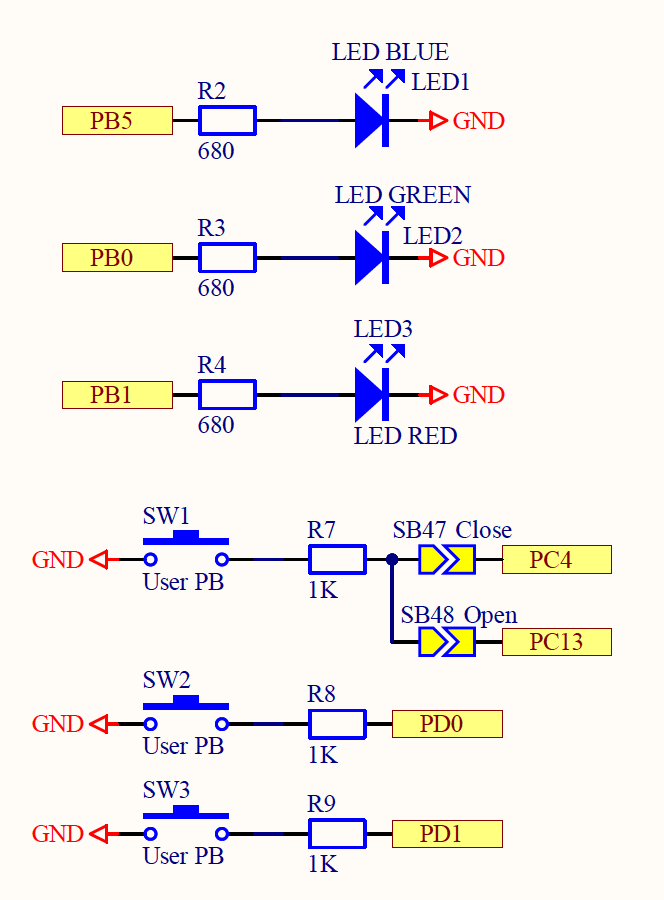 LED BLUE
R2
LED1
PB5
GND
680
LED GREEN
R3
LED2
PB0
GND
680
LED3
R4
PB1
GND
680
LED RED
SW1
R7
SB47 Close
GND
PC4
User PB
1K
SB48 Open
PC13
SW2
R8
GND
PD0
User PB
1K
SW3
R9
GND
PD1
User PB
1K